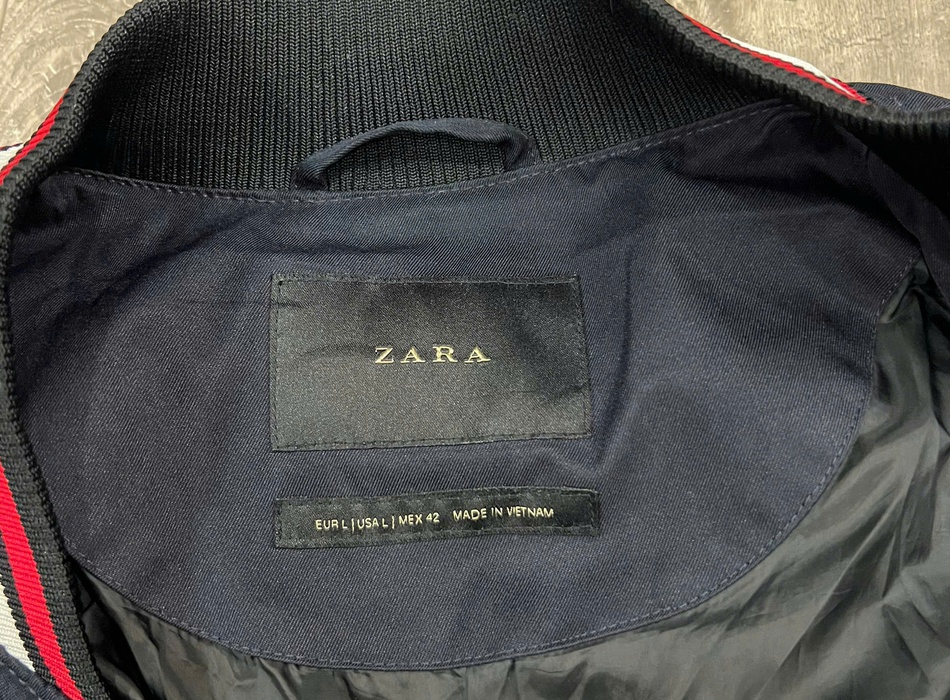 ZARA
EUR L | USA L | MEX 42 MADE IN VIETNAM